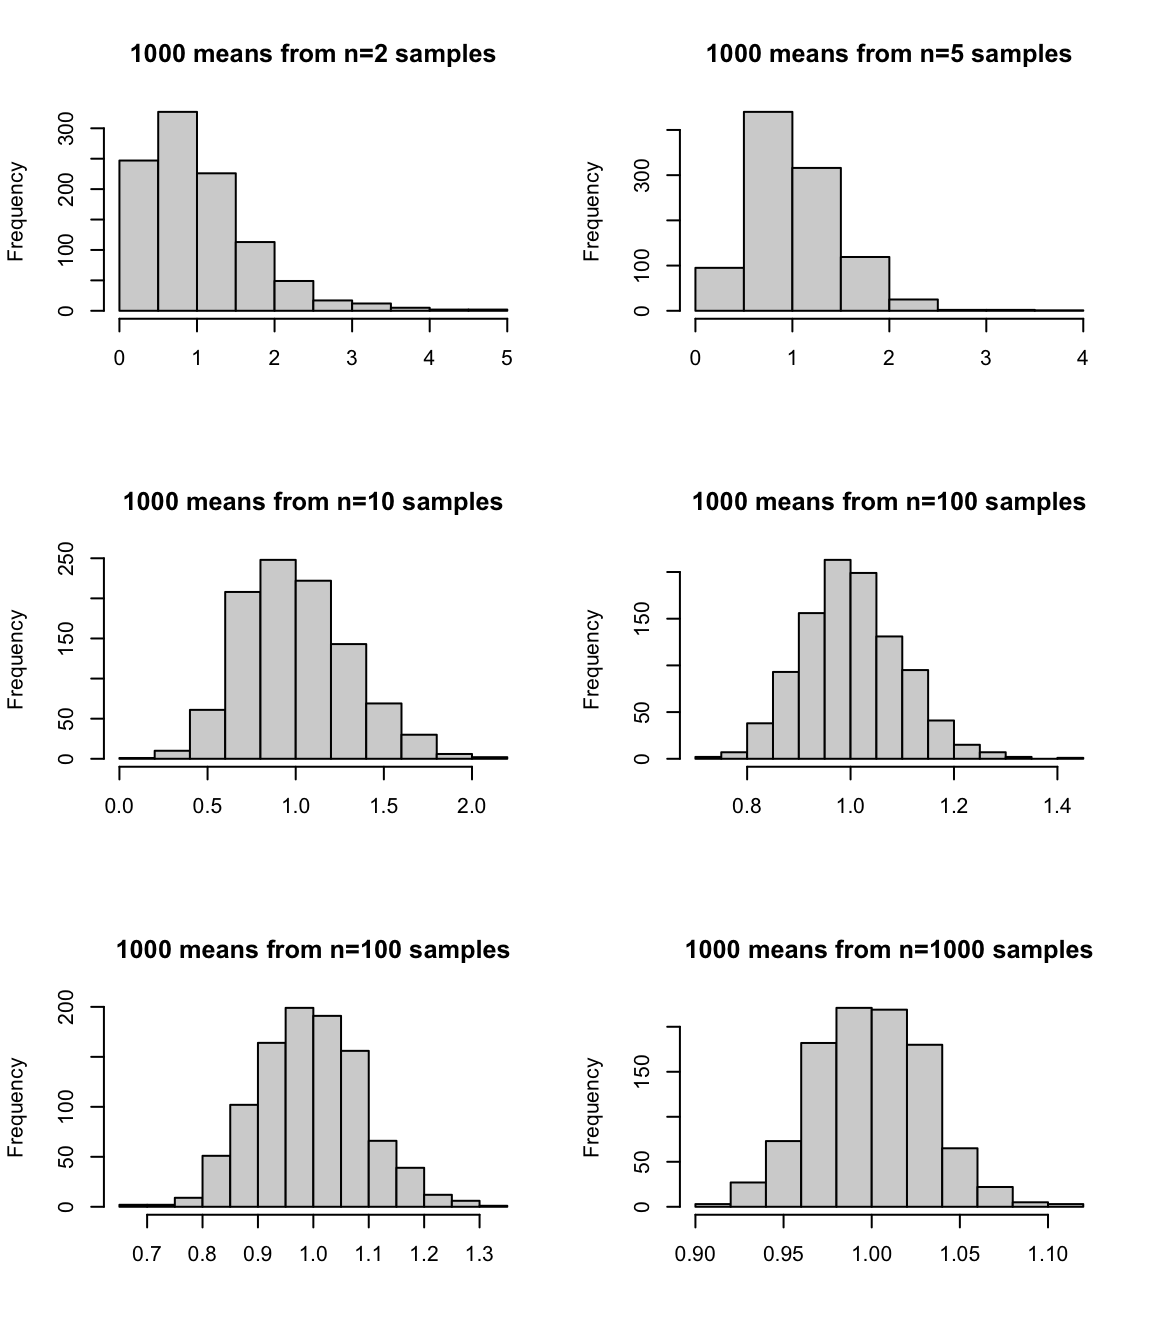 1000 means from n=2 samples
Frequency
0 100 200 300
0 1 2 3 4 5
1000 means from n=5 samples
Frequency
0 100 300
0 1 2 3 4
1000 means from n=10 samples
Frequency
0 50 150 250
0.0 0.5 1.0 1.5 2.0
1000 means from n=100 samples
Frequency
0 50 150
0.8 1.0 1.2 1.4
1000 means from n=100 samples
Frequency
0 50 100 200
0.7 0.8 0.9 1.0 1.1 1.2 1.3
1000 means from n=1000 samples
Frequency
0 50 150
0.90 0.95 1.00 1.05 1.10